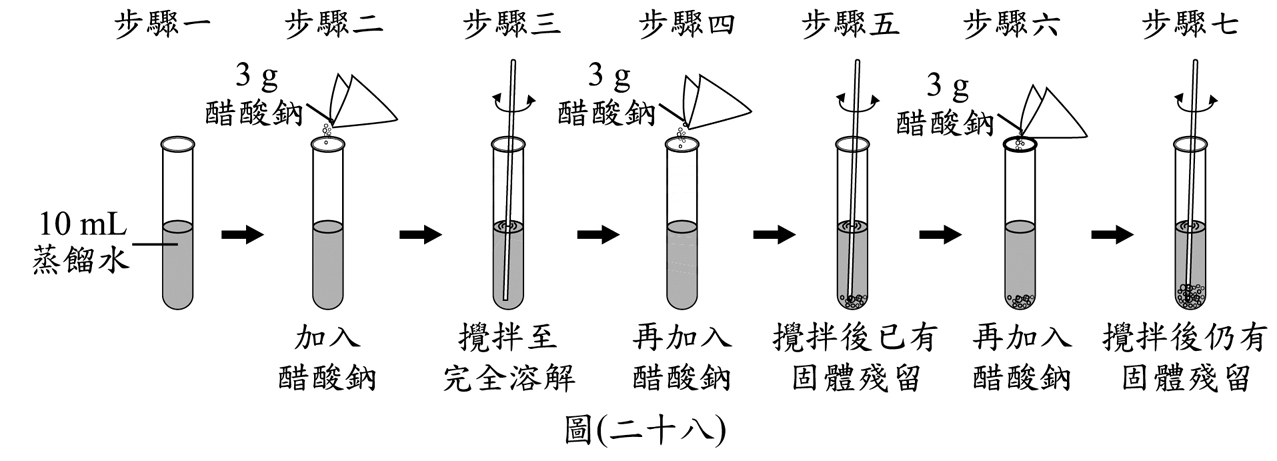 步驟一
步驟二
步驟三
步驟四
步驟五
步驟六
步驟七
3 g
醋酸鈉
3 g
醋酸鈉
3 g
醋酸鈉
10 mL
蒸餾水
加入
醋酸鈉
攪拌至
完全溶解
再加入
醋酸鈉
攪拌後已有
固體殘留
再加入
醋酸鈉
攪拌後仍有
固體殘留
圖(二十八)